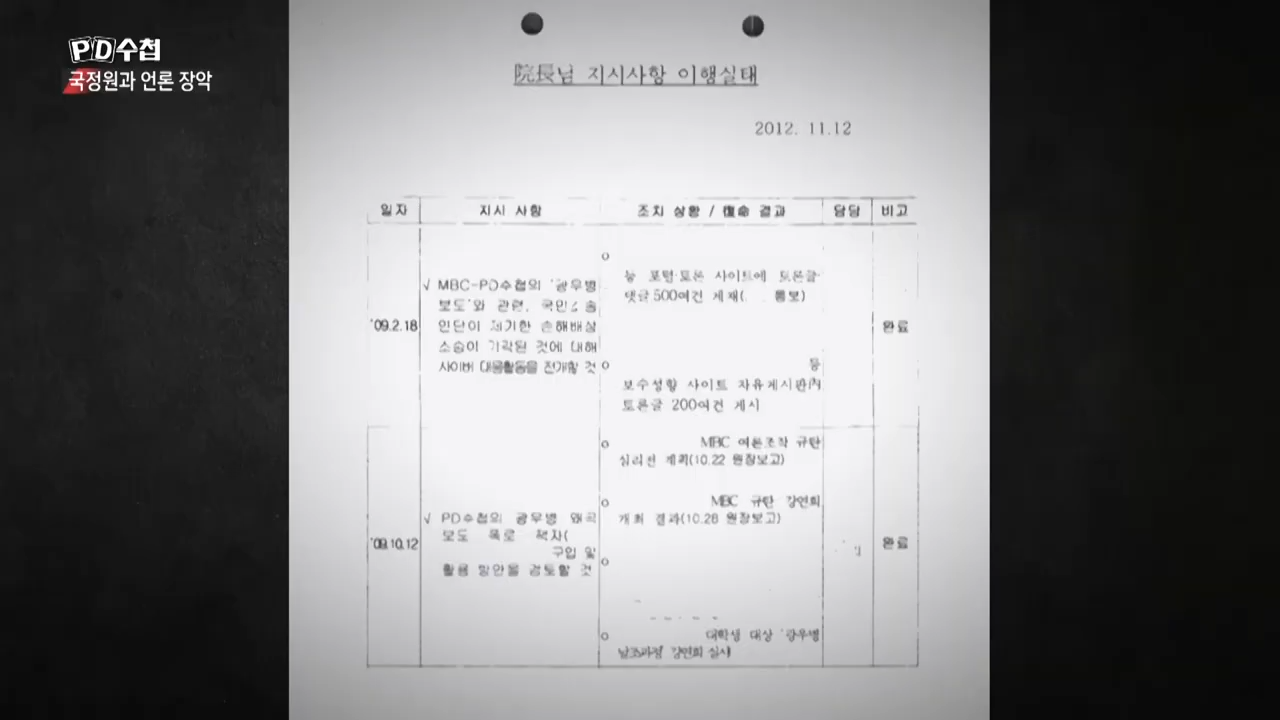 PD수첩
국정원과 언론 장악
院長님 지시사항 이행실태
2012. 11.12
일자 지시 사항 조치 상황 / 復命 결과 담당 비고
'09.2.18
√ MBC-PD수첩의 '광우병
보도'와 관련, 국민소송
인단이 제기한 손해배상
소송이 기각된 것에 대해
사이버 대응활동을 전개할 것
o
등 포털·토론 사이트에 토론글·
댓글 500여건 게재( 통보)
o 등
보수성향 사이트 자유게시판에
토론글 200여건 게시
완료
'09.10.12
√ PD수첩의 광우병 왜곡
보도 폭로 책자(
구입 및
활용 방안을 검토할 것
o MBC 여론조작 규탄
심리전 계획(10.22 원장보고)
o MBC 규탄 강연회
개최 결과(10.28 원장보고)
o
o 대학생 대상 '광우병
날조과정' 강연회 실시
완료